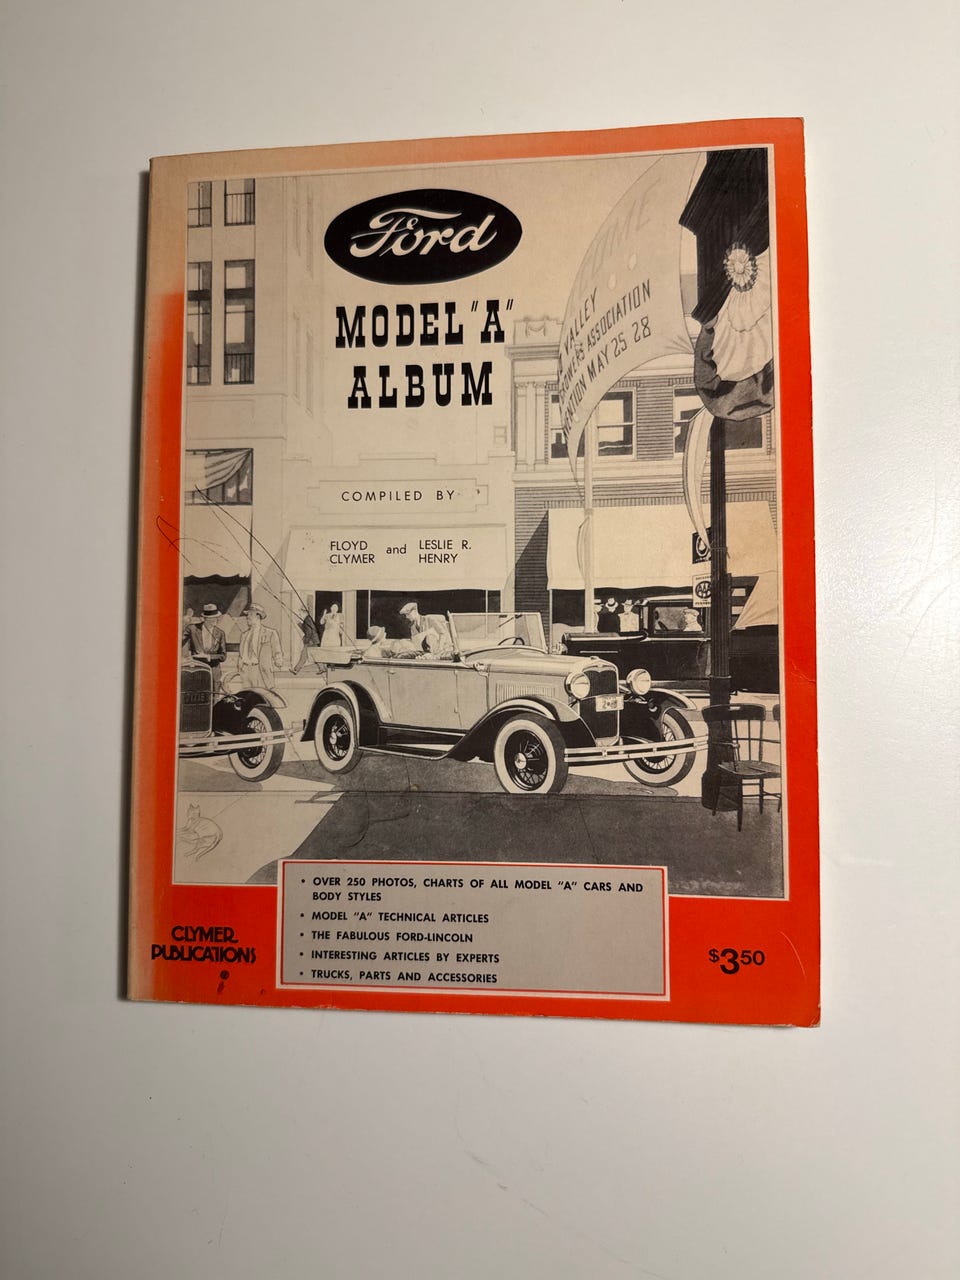 Ford
MODEL "A"
ALBUM
VALLEY
GROWERS ASSOCIATION
MAY 25 28
COMPILED BY
FLOYD CLYMER and LESLIE R. HENRY
• OVER 250 PHOTOS, CHARTS OF ALL MODEL "A" CARS AND
BODY STYLES
• MODEL "A" TECHNICAL ARTICLES
• THE FABULOUS FORD-LINCOLN
• INTERESTING ARTICLES BY EXPERTS
• TRUCKS, PARTS AND ACCESSORIES
CLYMER
PUBLICATIONS
$3.50